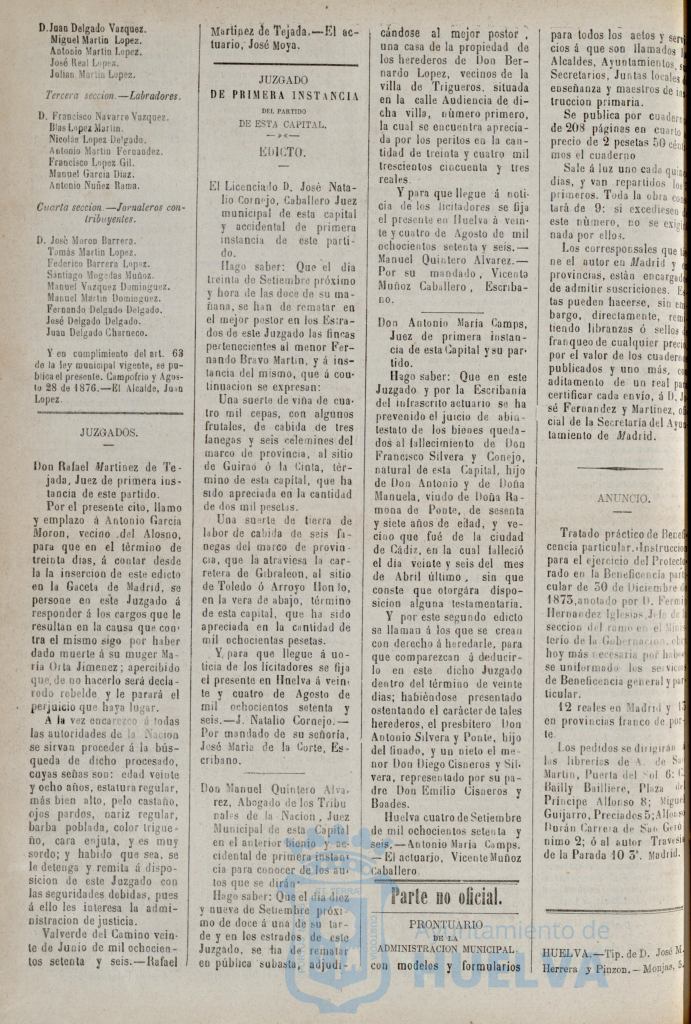 D. Juan Delgado Vazquez.
Miguel Martin Lopez.
Antonio Martin Lopez.
José Real Lopez.
Julian Martin Lopez.
Tercera seccion.—Labradores.
D. Francisco Navarro Vazquez.
Blas Lopez Martin.
Nicolás Lopez Delgado.
Antonio Martin Fernandez.
Francisco Lopez Gil.
Manuel Garcia Diaz.
Antonio Nuñez Rama.
Cuarta seccion.—Jornaleros con-
tribuyentes.
D. José Moron Barrera.
Tomás Martin Lopez.
Federico Barrera Lopez.
Santiago Mogedas Muñoz.
Manuel Vazquez Dominguez.
Manuel Martin Dominguez.
Fernando Delgado Delgado.
José Delgado Delgado.
Juan Delgado Charneco.
Y en cumplimiento del art. 63
de la ley municipal vigente, se pu-
blica el presente. Campofrio y Agos-
to 28 de 1876.—El Alcalde, Juan
Lopez.
JUZGADOS.
Don Rafael Martinez de Te-
jada, Juez de primera ins-
tancia de este partido.
Por el presente cito, llamo
y emplazo á Antonio Garcia
Moron, vecino del Alosno,
para que en el término de
treinta dias, á contar desde
la insercion de este edicto
en la Gaceta de Madrid, se
persone en este Juzgado á
responder á los cargos que le
resultan en la causa que con-
tra el mismo sigo por haber
dado muerte á su muger Ma-
ría Orta Jimenez; apercibido
que, de no hacerlo será decla-
rado rebelde y le parará el
perjuicio que haya lugar.
A la vez encarezco á todas
las autoridades de la Nacion
se sirvan proceder á la bús-
queda de dicho procesado,
cuyas señas son: edad veinte
y ocho años, estatura regular,
más bien alto, pelo castaño,
ojos pardos, nariz regular,
barba poblada, color trigue-
ño, cara enjuta, y es muy
sordo; y habido que sea, se
le detenga y remita á dispo-
sicion de este Juzgado con
las seguridades debidas, pues
á ello les interesa la admi-
nistracion de justicia.
Valverde del Camino vein-
te de Junio de mil ochocien-
tos setenta y seis.—Rafael
Martinez de Tejada.—El ac-
tuario, José Moya.
JUZGADO
DE PRIMERA INSTANCIA
DEL PARTIDO
DE ESTA CAPITAL.
EDICTO.
El Licenciado D. José Nata-
lio Cornejo, Caballero Juez
municipal de esta capital
y accidental de primera
instancia de este parti-
do.
Hago saber: Que el dia
treinta de Setiembre próximo
y hora de las doce de su ma-
ñana, se han de rematar en
el mejor postor en los Estra-
dos de este Juzgado las fincas
pertenecientes al menor Fer-
nando Bravo Martin, y á ins-
tancia del mismo, que á con-
tinuacion se expresan:
Una suerte de viña de cua-
tro mil cepas, con algunos
frutales, de cabida de tres
fanegas y seis celemines del
marco de provincia, al sitio
de Guirao ó la Cinta, tér-
mino de esta capital, que ha
sido apreciada en la cantidad
de dos mil pesetas.
Una suerte de tierra de
labor de cabida de seis fa-
negas del marco de provin-
cia, que la atraviesa la car-
retera de Gibraleon, al sitio
de Toledo ó Arroyo Hondo,
en la vera de abajo, término
de esta capital, que ha sido
apreciada en la cantidad de
mil ochocientas pesetas.
Y para que llegue á no-
ticia de los licitadores se fija
el presente en Huelva á vein-
te y cuatro de Agosto de
mil ochocientos setenta y
seis.—J. Natalio Cornejo.—
Por mandado de su señoría,
José Maria de la Corte, Es-
cribano.
Don Manuel Quintero Alva-
rez, Abogado de los Tribu-
nales de la Nacion, Juez
Municipal de esta Capital
en el anterior bienio y ac-
cidental de primera instan-
cia para conocer de los au-
tos que se dirán.
Hago saber: Que el dia diez
y nueve de Setiembre próxi-
mo de doce á una de su tar-
de y en los estrados de este
Juzgado, se ha de rematar
en pública subasta, adjudi-
cándose al mejor postor,
una casa de la propiedad de
los herederos de Don Ber-
nardo Lopez, vecinos de la
villa de Trigueros, situada
en la calle Audiencia de di-
cha villa, número primero,
la cual se encuentra aprecia-
da por los peritos en la can-
tidad de treinta y cuatro mil
trescientos cincuenta y tres
reales.
Y para que llegue á noti-
cia de los licitadores se fija
el presente en Huelva á vein-
te y cuatro de Agosto de mil
ochocientos setenta y seis.—
Manuel Quintero Alvarez.—
Por su mandado, Vicente
Muñoz Caballero, Escriba-
no.
Don Antonio Maria Camps,
Juez de primera instan-
cia de esta Capital y su par-
tido.
Hago saber: Que en este
Juzgado y por la Escribanía
del infrascrito actuario se ha
prevenido el juicio de abin-
testato de los bienes queda-
dos al fallecimiento de Don
Francisco Silvera y Conejo,
natural de esta Capital, hijo
de Don Antonio y de Doña
Manuela, viudo de Doña Ra-
mona de Ponte, de sesenta
y siete años de edad, y ve-
cino que fué de la ciudad
de Cádiz, en la cual falleció
el dia veinte y seis del mes
de Abril último, sin que
conste que otorgára dispo-
sicion alguna testamentaria.
Y por este segundo edicto
se llaman á los que se crean
con derecho á heredarle, para
que comparezcan á deducir-
lo en este dicho Juzgado
dentro del término de veinte
dias; habiéndose presentado
ostentando el carácter de tales
herederos, el presbitero Don
Antonio Silvera y Ponte, hijo
del finado, y un nieto el me-
nor Don Diego Cisneros y Sil-
vera, representado por su pa-
dre Don Emilio Cisneros y
Boades.
Huelva cuatro de Setiembre
de mil ochocientos setenta y
seis.—Antonio Maria Camps.
—El actuario, Vicente Muñoz
Caballero.
Parte no oficial.
PRONTUARIO
DE LA
ADMINISTRACION MUNICIPAL
con modelos y formularios
para todos los actos y servi
cios á que son llamados l
Alcaldes, Ayuntamientos, s
Secretarios, Juntas locales d
enseñanza y maestros de ins
truccion primaria.
Se publica por cuadern
de 208 páginas en cuarto
precio de 2 pesetas 50 cént
mos el cuaderno
Sale á luz uno cada quin
dias, y van repartidos los
primeros. Toda la obra con
tará de 9: si excediesen d
este número, no se exigi
nada por ellos.
Los corresponsales que ti
ne el autor en Madrid y e
provincias, están encargad
de admitir suscriciones. Es
tas pueden hacerse, sin em
bargo, directamente, remi
tiendo libranzas ó sellos d
franqueo de cualquier precio
por el valor de los cuaderno
publicados y uno más, co
aditamento de un real par
certificar cada envío, á D. J
sé Fernandez y Martinez, ofi
cial de la Secretaría del Ayun
tamiento de Madrid.
ANUNCIO.
Tratado práctico de Benefi
cencia particular. Instruccion
para el ejercicio del Protecto
rado en la Beneficencia part
cular de 30 de Diciembre d
1873, anotado por D. Fermin
Hernandez Iglesias, Jefe de la
seccion del ramo en el Minis
terio de la Gobernacion, obra
hoy más necesaria por haber
se uniformado los servicios
de Beneficencia general y par
ticular.
12 reales en Madrid y 13
en provincias franco de por-
te.
Los pedidos se dirigirán á
las librerias de A. de San
Martin, Puerta del Sol 6: C.
Bailly Bailliere, Plaza del
Príncipe Alfonso 8; Miguel
Guijarro, Preciados 5; Alfonso
Durán Carrera de San Geró
nimo 2; ó al autor Travesía
de la Parada 10 3°. Madrid.
HUELVA.—Tip. de D. José M.
Herrera y Pinzon.—Monjas, 5.
Ayuntamiento de
HUELVA